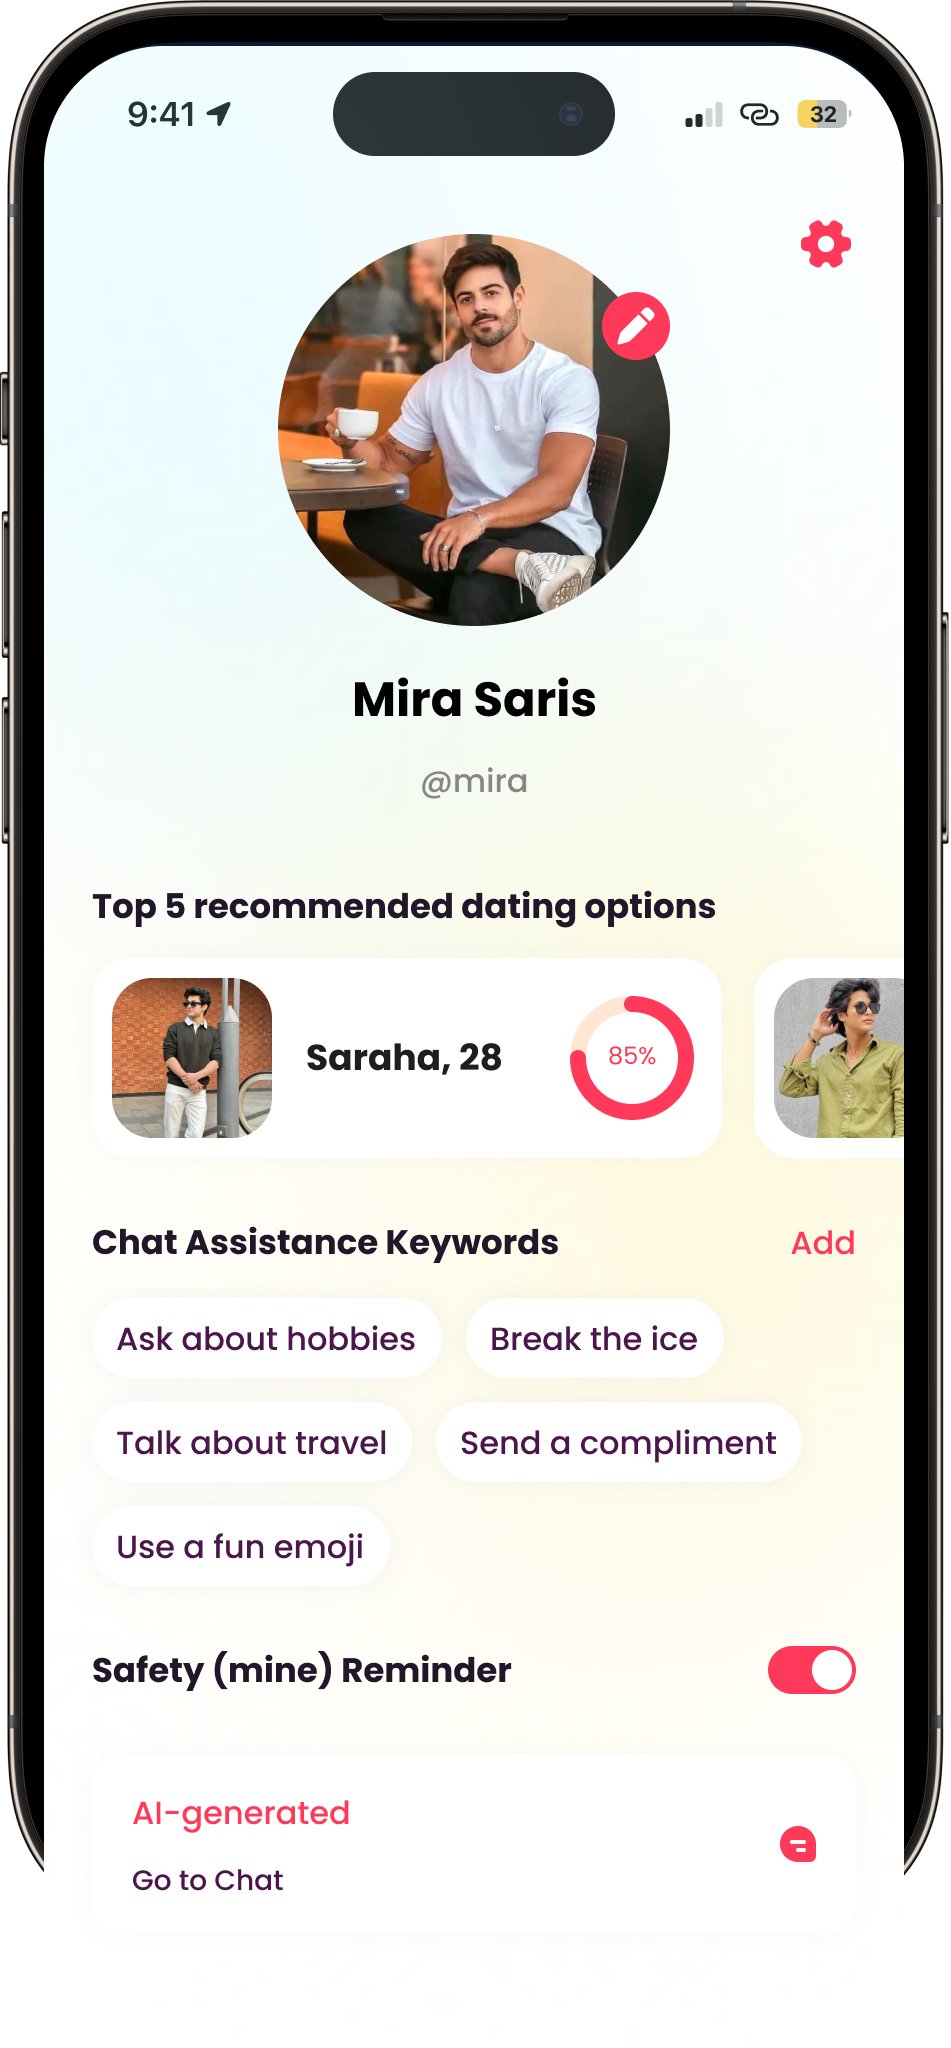 9:41
32
Mira Saris
@mira
Top 5 recommended dating options
Saraha, 28
85%
Chat Assistance Keywords
Add
Ask about hobbies
Break the ice
Talk about travel
Send a compliment
Use a fun emoji
Safety (mine) Reminder
AI-generated
Go to Chat